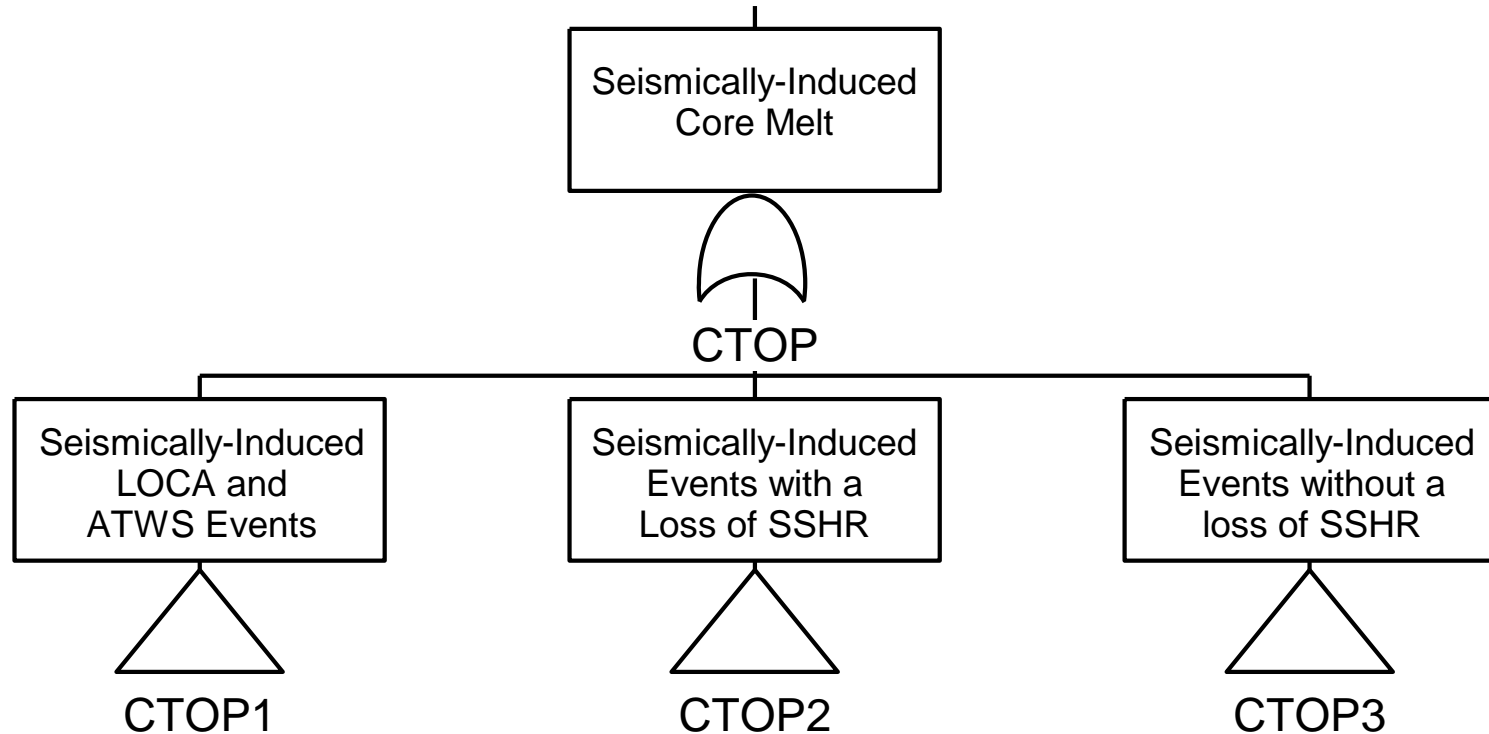 Seismically-Induced
Core Melt
CTOP
Seismically-Induced
LOCA and
ATWS Events
Seismically-Induced
Events with a
Loss of SSHR
Seismically-Induced
Events without a
loss of SSHR
CTOP1
CTOP2
CTOP3